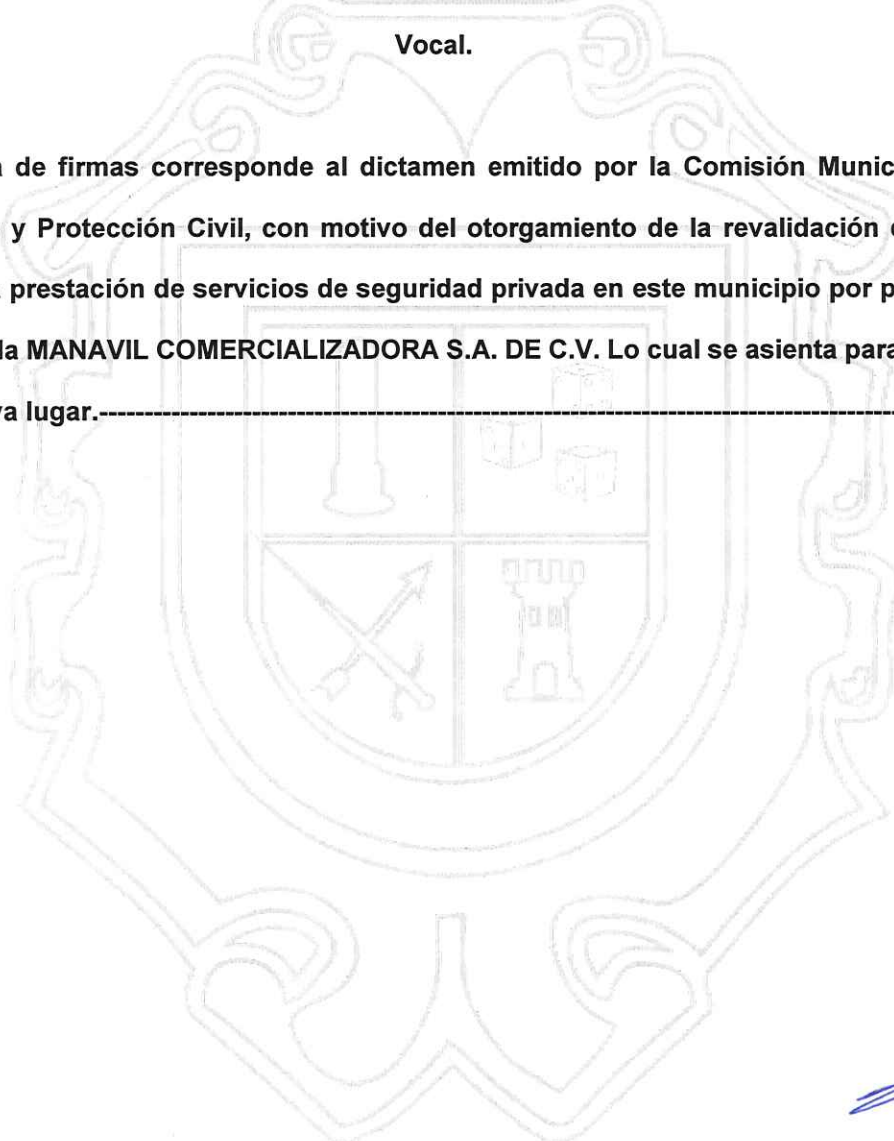 Vocal.
de firmas corresponde al dictamen emitido por la Comisión Munic
y Protección Civil, con motivo del otorgamiento de la revalidación
prestación de servicios de seguridad privada en este municipio por p
la MANAVIL COMERCIALIZADORA S.A. DE C.V. Lo cual se asienta para
lugar.----------------------------------------------------------------------------------------